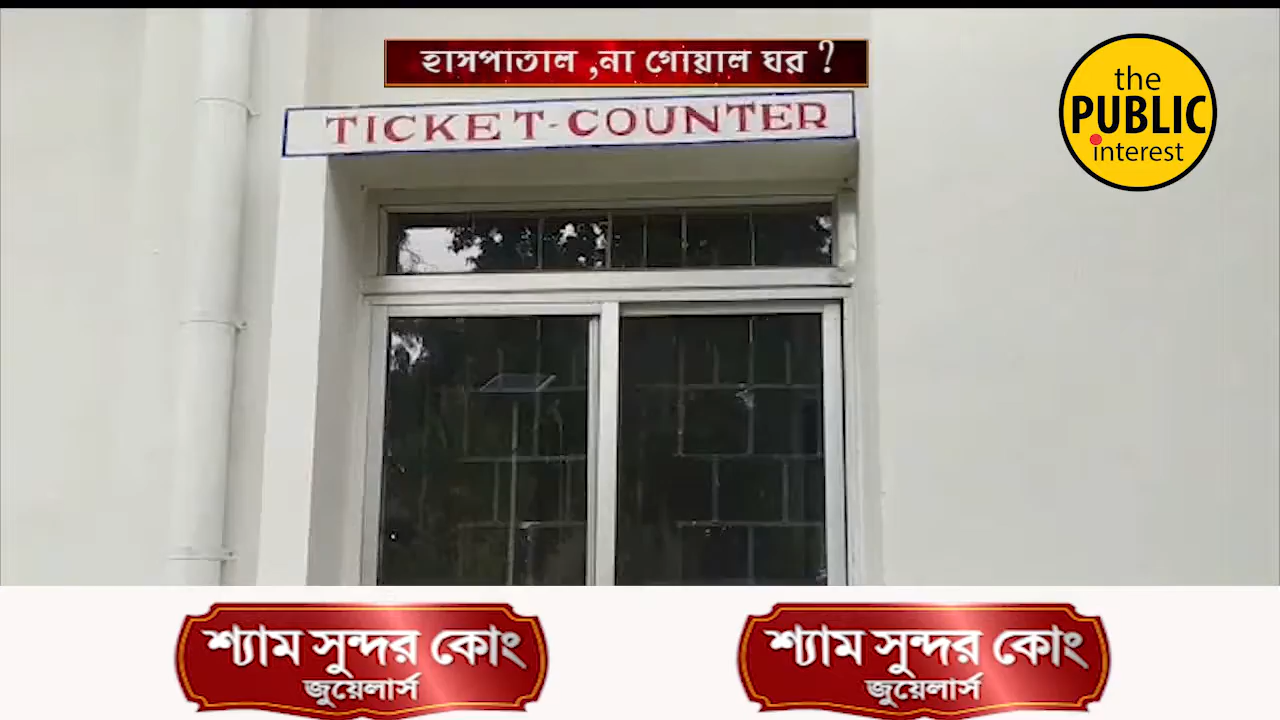 হাসপাতাল ,না গোয়াল ঘর ?
the
PUBLIC
interest
TICKET-COUNTER
শ্যাম সুন্দর কোং
জুয়েলার্স
শ্যাম সুন্দর কোং
জুয়েলার্স